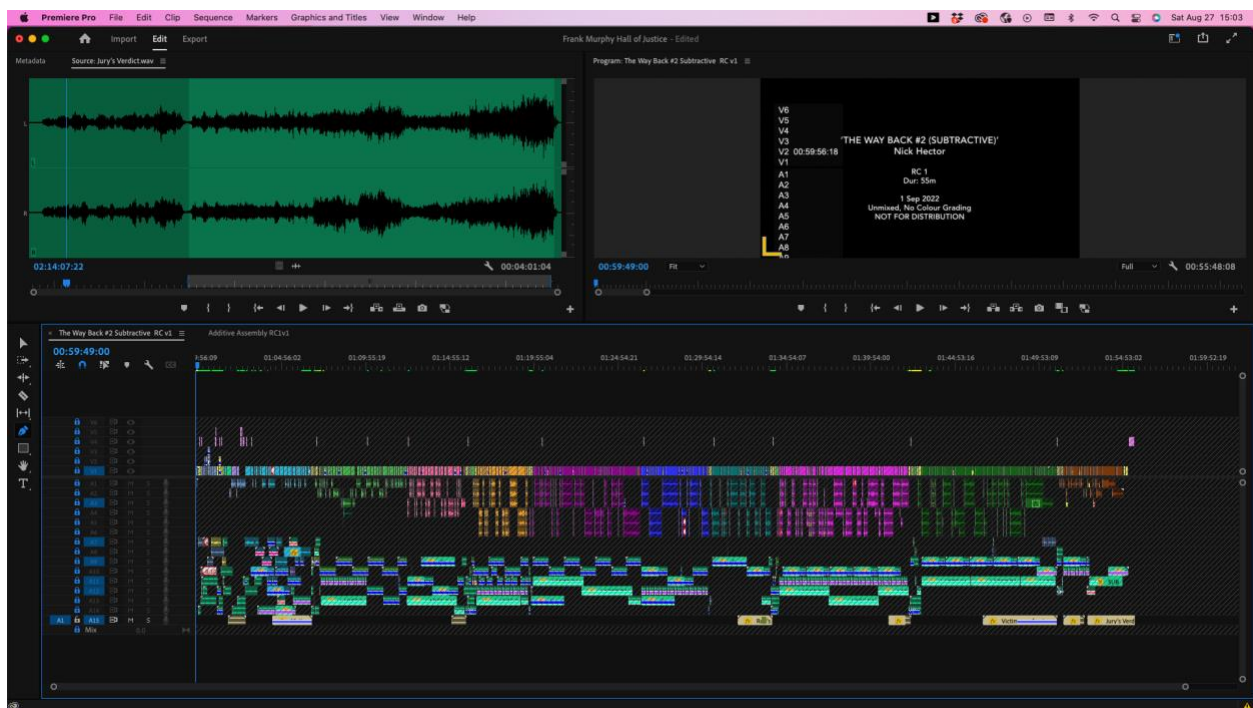 Premiere Pro File Edit Clip Sequence Markers Graphics and Titles View Window Help Sat Aug 27 15:03
Import Edit Export Frank Murphy Hall of Justice - Edited
Metadata Source: Jury's Verdict.wav Program: The Way Back #2 Subtractive RC v1
L
R
V6
V5
V4
V3
V2 00:59:56:18
V1
A1
A2
A3
A4
A5
A6
A7
A8
'THE WAY BACK #2 (SUBTRACTIVE)'
Nick Hector
RC 1
Dur: 55m
1 Sep 2022
Unmixed, No Colour Grading
NOT FOR DISTRIBUTION
02:14:07:22 00:04:01:04 00:59:49:00 Fit Full 00:55:48:08
× The Way Back #2 Subtractive RC v1 Additive Assembly RC1v1
00:59:49:00
:56:09 01:04:56:02 01:09:55:19 01:14:55:12 01:19:55:04 01:24:54:21 01:29:54:14 01:34:54:07 01:39:54:00 01:44:53:16 01:49:53:09 01:54:53:02 01:59:52:19
A1 A15 M S
Mix 0.0
fx Victim
fx Jury's Verd